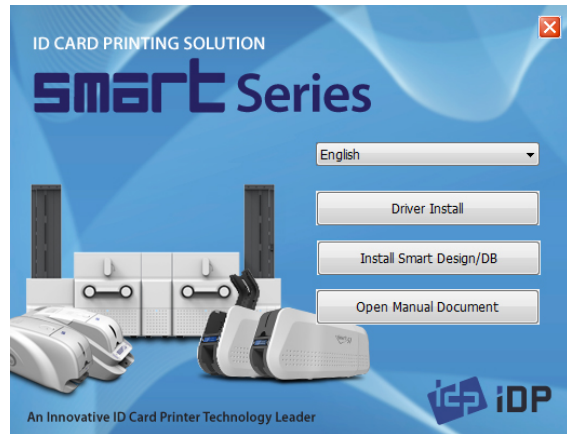 ID CARD PRINTING SOLUTION
smart Series
English
Driver Install
Install Smart Design/DB
Open Manual Document
An Innovative ID Card Printer Technology Leader
iDP